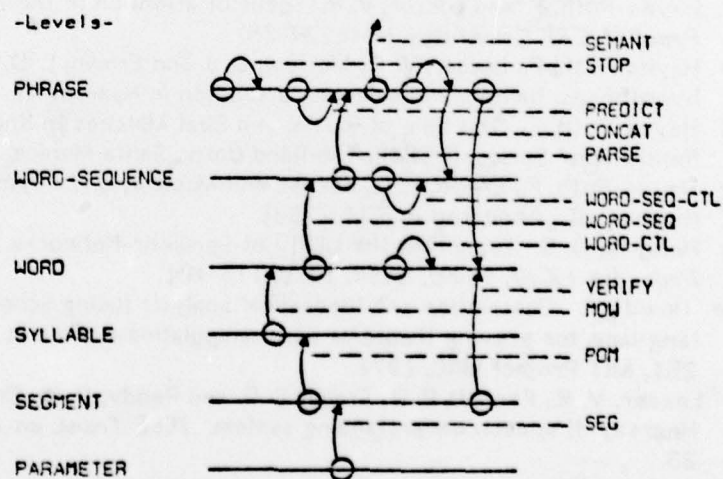 -Levels-
SEMANT
STOP
PHRASE
PREDICT
CONCAT
PARSE
WORD-SEQUENCE
WORD-SEQ-CTL
WORD-SEQ
WORD-CTL
WORD
VERIFY
MOW
SYLLABLE
POM
SEGMENT
SEG
PARAMETER